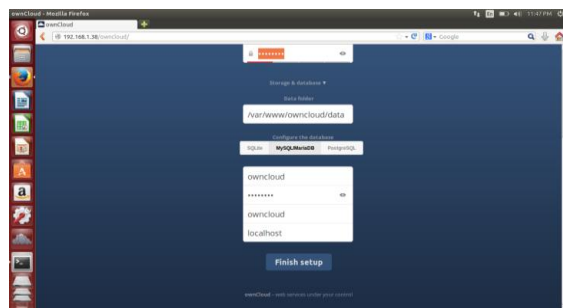 ownCloud - Mozilla Firefox
11:47 PM
ownCloud
192.168.1.38/owncloud/
Google
Storage & database
Data folder
/var/www/owncloud/data
Configure the database
SQLite MySQL/MariaDB PostgreSQL
owncloud
owncloud
localhost
Finish setup
ownCloud – web services under your control